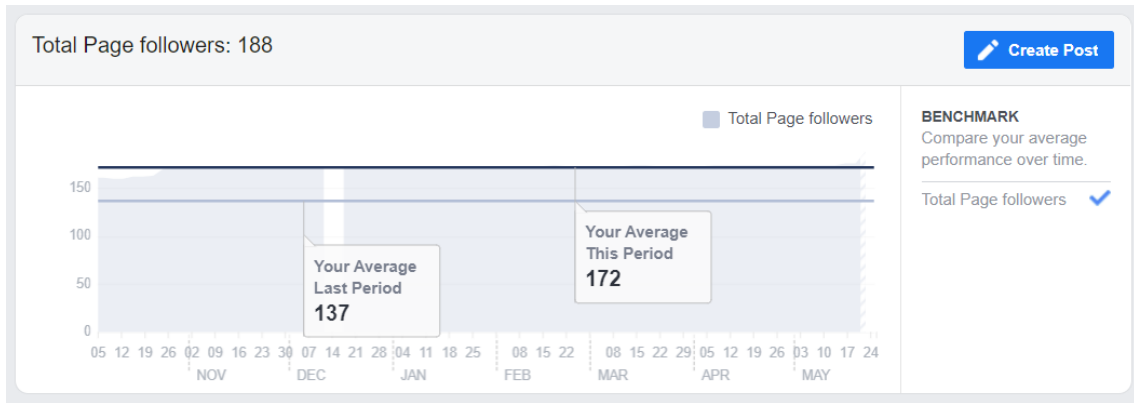 Total Page followers: 188
Create Post
Total Page followers
BENCHMARK
Compare your average
performance over time.
Total Page followers
150
100
50
0
Your Average
Last Period
137
Your Average
This Period
172
05 12 19 26 02 09 16 23 30 07 14 21 28 04 11 18 25 08 15 22 08 15 22 29 05 12 19 26 03 10 17 24
NOV DEC JAN FEB MAR APR MAY